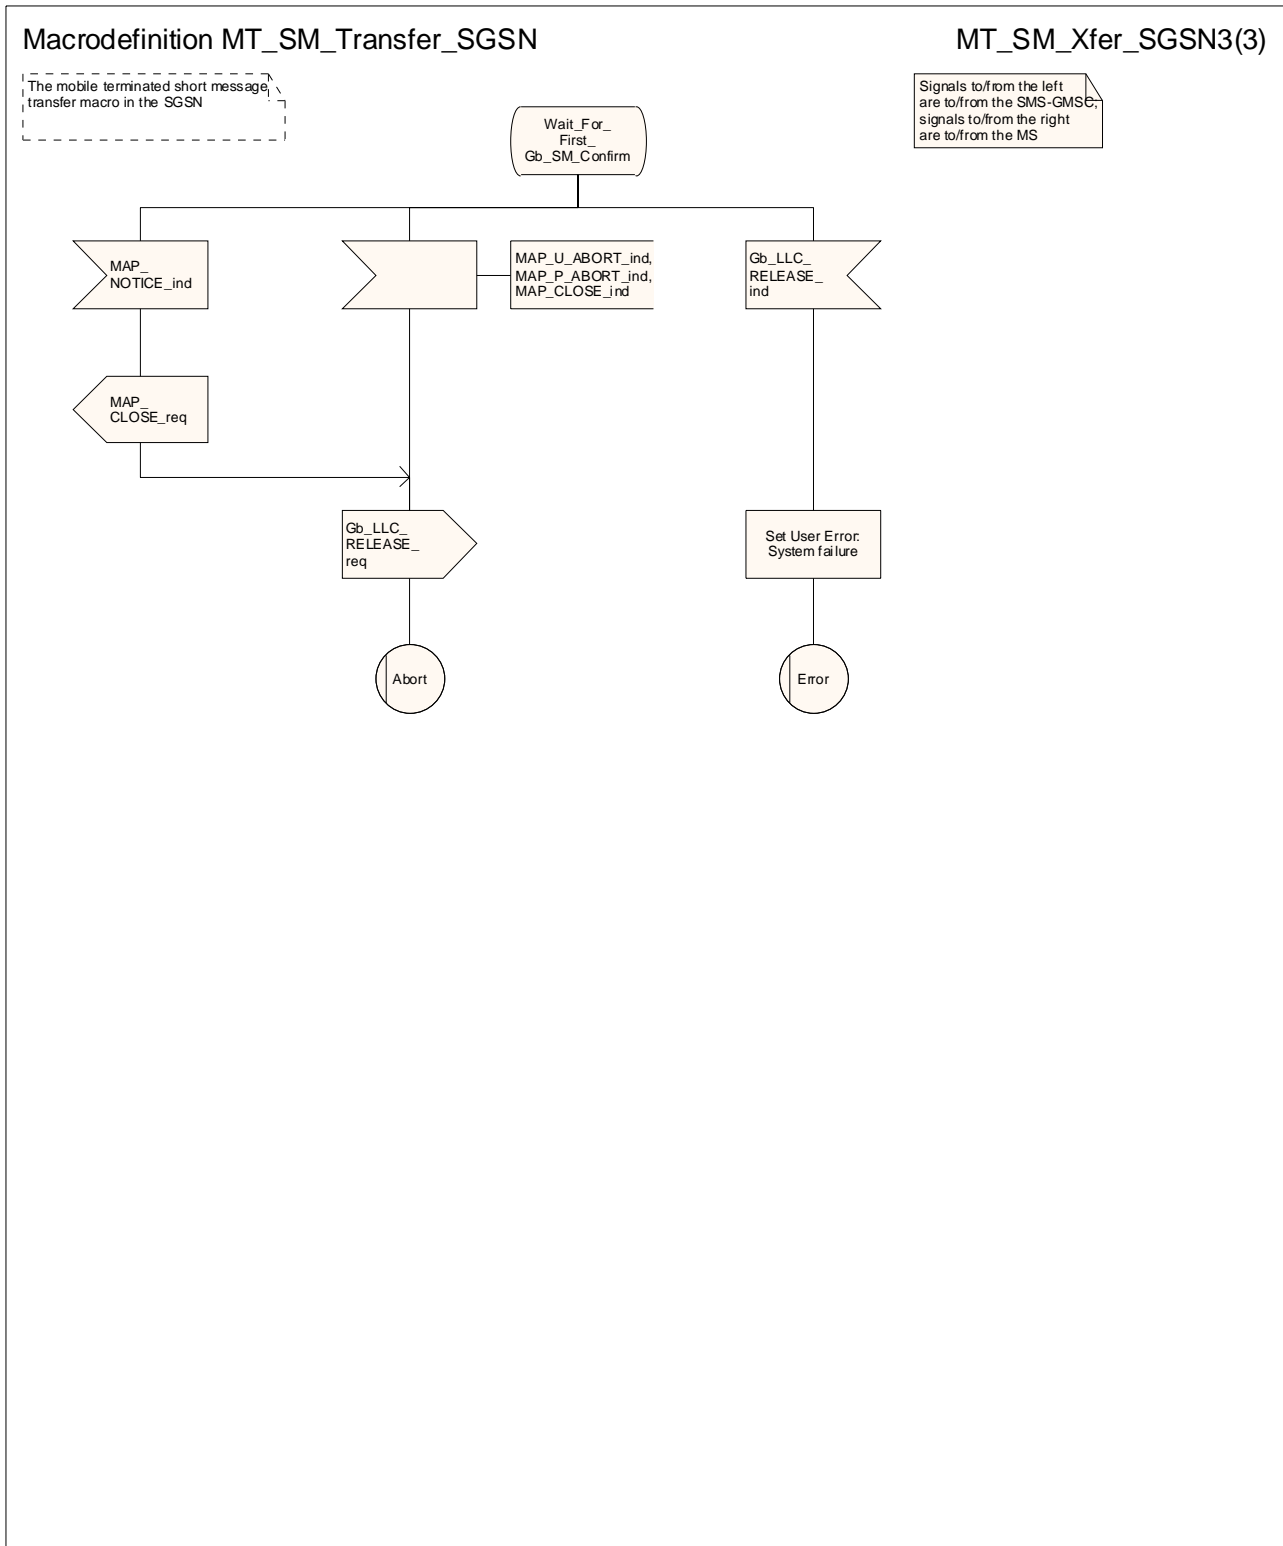 Macrodefinition MT_SM_Transfer_SGSN
MT_SM_Xfer_SGSN3(3)
The mobile terminated short message
transfer macro in the SGSN
Signals to/from the left
are to/from the SMS-GMSC;
signals to/from the right
are to/from the MS
Wait_For_
First_
Gb_SM_Confirm
MAP_
NOTICE_ind
MAP_U_ABORT_ind,
MAP_P_ABORT_ind,
MAP_CLOSE_ind
Gb_LLC_
RELEASE_
ind
MAP_
CLOSE_req
Gb_LLC_
RELEASE_
req
Set User Error:
System failure
Abort
Error